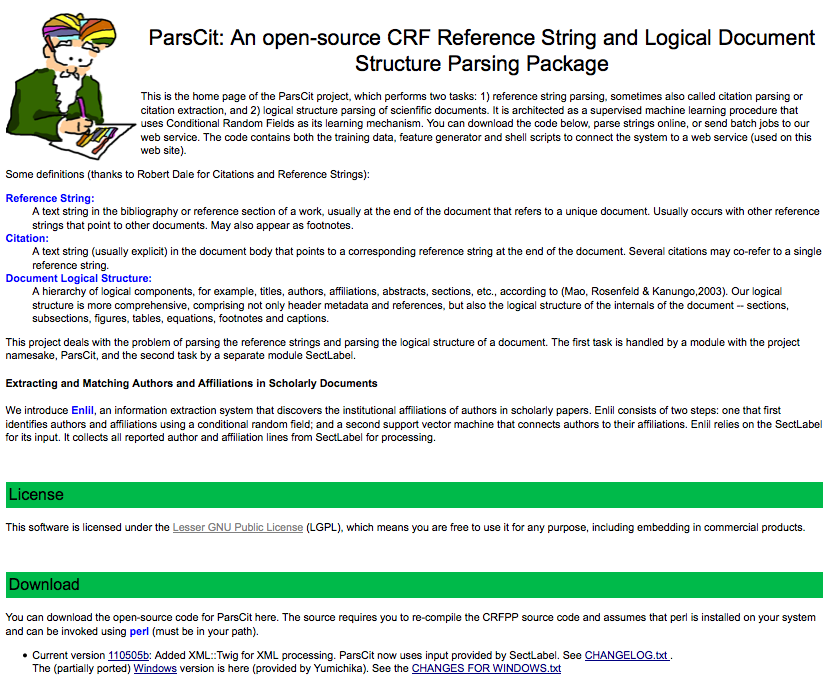 ParsCit: An open-source CRF Reference String and Logical Document
Structure Parsing Package
This is the home page of the ParsCit project, which performs two tasks: 1) reference string parsing, sometimes also called citation parsing or
citation extraction, and 2) logical structure parsing of scienfific documents. It is architected as a supervised machine learning procedure that
uses Conditional Random Fields as its learning mechanism. You can download the code below, parse strings online, or send batch jobs to our
web service. The code contains both the training data, feature generator and shell scripts to connect the system to a web service (used on this
web site).
Some definitions (thanks to Robert Dale for Citations and Reference Strings):
Reference String:
A text string in the bibliography or reference section of a work, usually at the end of the document that refers to a unique document. Usually occurs with other reference
strings that point to other documents. May also appear as footnotes.
Citation:
A text string (usually explicit) in the document body that points to a corresponding reference string at the end of the document. Several citations may co-refer to a single
reference string.
Document Logical Structure:
A hierarchy of logical components, for example, titles, authors, affiliations, abstracts, sections, etc., according to (Mao, Rosenfeld & Kanungo,2003). Our logical
structure is more comprehensive, comprising not only header metadata and references, but also the logical structure of the internals of the document -- sections,
subsections, figures, tables, equations, footnotes and captions.
This project deals with the problem of parsing the reference strings and parsing the logical structure of a document. The first task is handled by a module with the project
namesake, ParsCit, and the second task by a separate module SectLabel.
Extracting and Matching Authors and Affiliations in Scholarly Documents
We introduce Enlil, an information extraction system that discovers the institutional affiliations of authors in scholarly papers. Enlil consists of two steps: one that first
identifies authors and affiliations using a conditional random field; and a second support vector machine that connects authors to their affiliations. Enlil relies on the SectLabel
for its input. It collects all reported author and affiliation lines from SectLabel for processing.
License
This software is licensed under the Lesser GNU Public License (LGPL), which means you are free to use it for any purpose, including embedding in commercial products.
Download
You can download the open-source code for ParsCit here. The source requires you to re-compile the CRFPP source code and assumes that perl is installed on your system
and can be invoked using perl (must be in your path).
• Current version 110505b: Added XML::Twig for XML processing. ParsCit now uses input provided by SectLabel. See CHANGELOG.txt .
The (partially ported) Windows version is here (provided by Yumichika). See the CHANGES FOR WINDOWS.txt